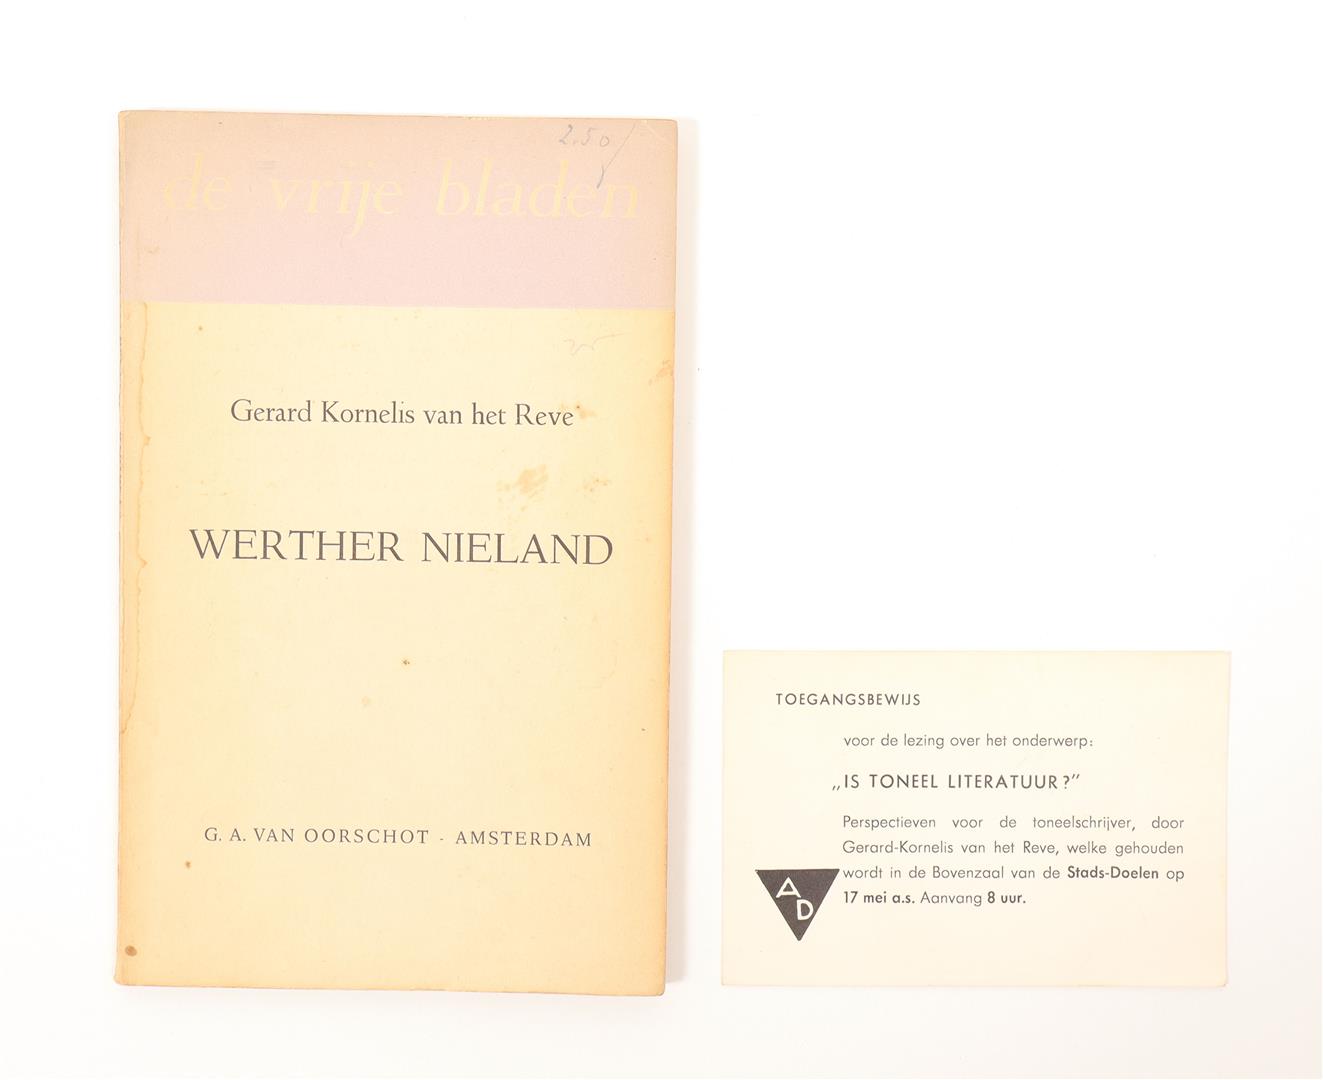 2.50
de vrije bladen
Gerard Kornelis van het Reve
WERTHER NIELAND
G. A. VAN OORSCHOT - AMSTERDAM
TOEGANGSBEWIJS
voor de lezing over het onderwerp:
„IS TONEEL LITERATUUR?”
Perspectieven voor de toneelschrijver, door
Gerard-Kornelis van het Reve, welke gehouden
wordt in de Bovenzaal van de Stads-Doelen op
17 mei a.s. Aanvang 8 uur.
AD